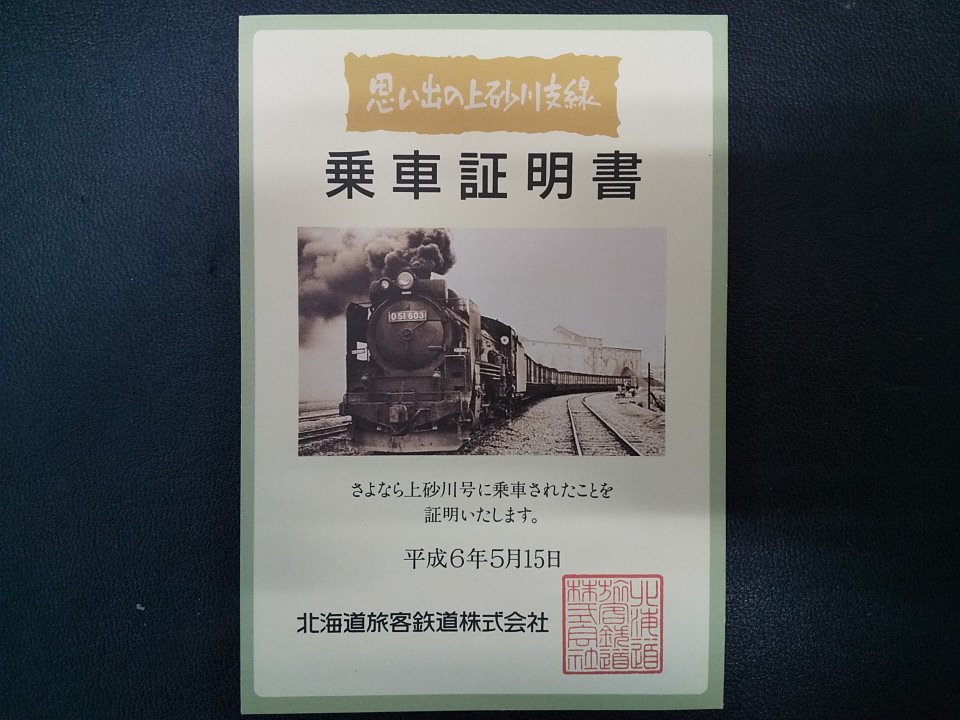 思い出の上砂川支線
乗車証明書
D51 603
さよなら上砂川号に乗車されたことを
証明いたします。
平成6年5月15日
北海道旅客鉄道株式会社
北海道
旅客鉄道
株式会社